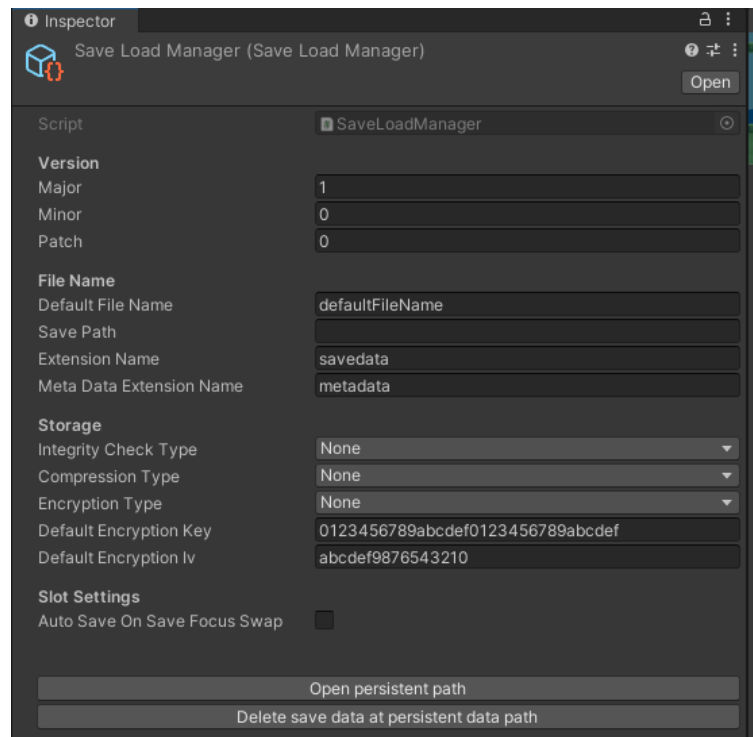 Inspector
Save Load Manager (Save Load Manager)
Open
Script SaveLoadManager
Version
Major 1
Minor 0
Patch 0
File Name
Default File Name defaultFileName
Save Path
Extension Name savedata
Meta Data Extension Name metadata
Storage
Integrity Check Type None
Compression Type None
Encryption Type None
Default Encryption Key 0123456789abcdef0123456789abcdef
Default Encryption Iv abcdef9876543210
Slot Settings
Auto Save On Save Focus Swap
Open persistent path
Delete save data at persistent data path